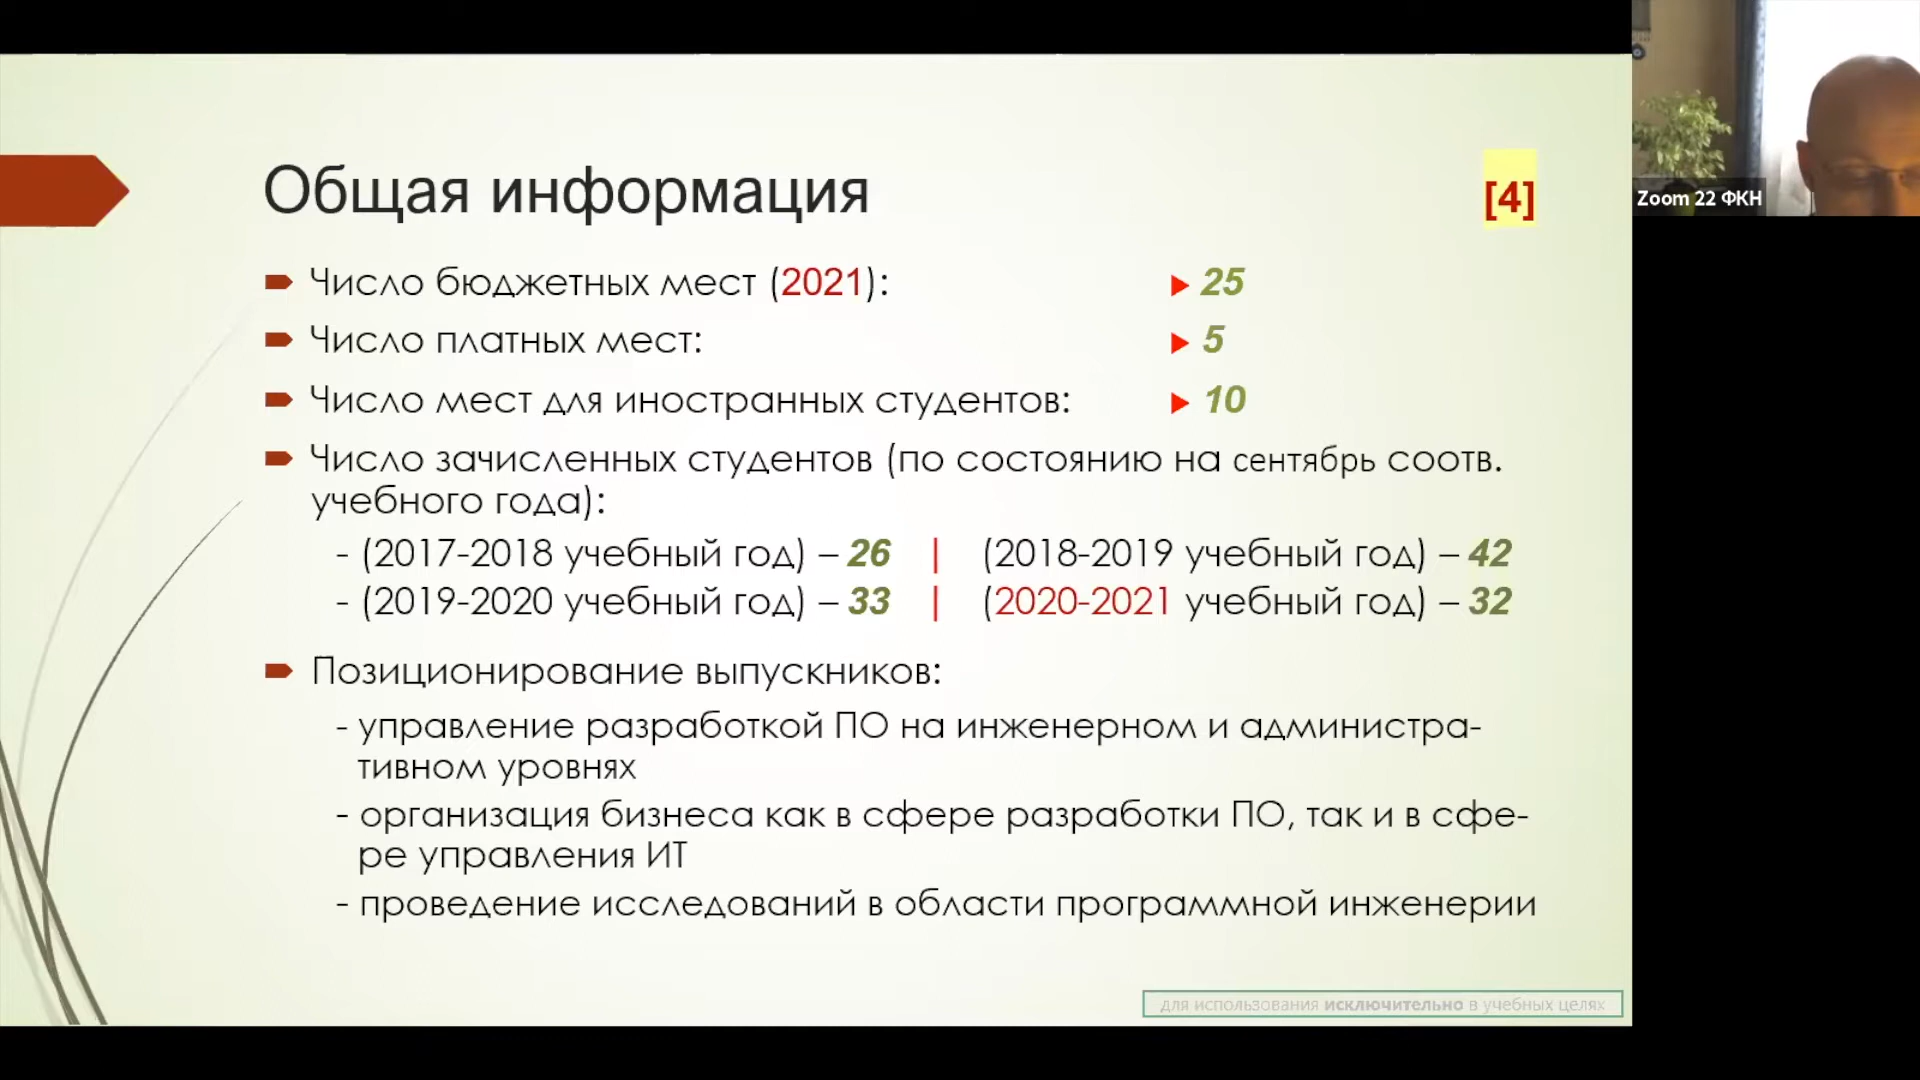 Общая информация
[4]
Число бюджетных мест (2021): 25
Число платных мест: 5
Число мест для иностранных студентов: 10
Число зачисленных студентов (по состоянию на сентябрь соотв.
учебного года):
- (2017-2018 учебный год) – 26 | (2018-2019 учебный год) – 42
- (2019-2020 учебный год) – 33 | (2020-2021 учебный год) – 32
Позиционирование выпускников:
- управление разработкой ПО на инженерном и администра-
тивном уровнях
- организация бизнеса как в сфере разработки ПО, так и в сфе-
ре управления ИТ
- проведение исследований в области программной инженерии
для использования исключительно в учебных целях
Zoom 22 ФКН